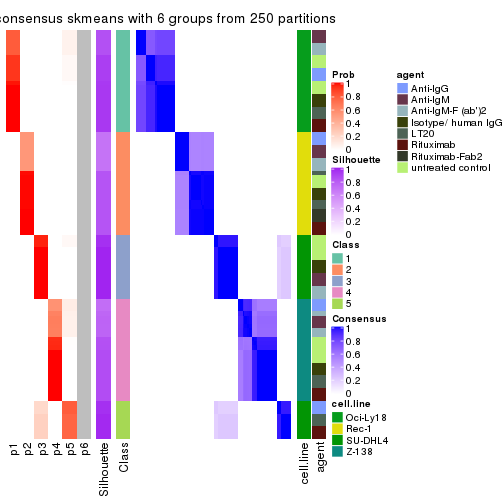 consensus skmeans with 6 groups from 250 partitions
Prob
1
0.8
0.6
0.4
0.2
0
Silhouette
1
0.8
0.6
0.4
0.2
0
Class
1
2
3
4
5
Consensus
1
0.8
0.6
0.4
0.2
0
cell.line
Oci-Ly18
Rec-1
SU-DHL4
Z-138
agent
Anti-IgG
Anti-IgM
Anti-IgM-F (ab')2
Isotype/ human IgG
LT20
Rituximab
Rituximab-Fab2
untreated control
p1
p2
p3
p4
p5
p6
Silhouette
Class
cell.line
agent